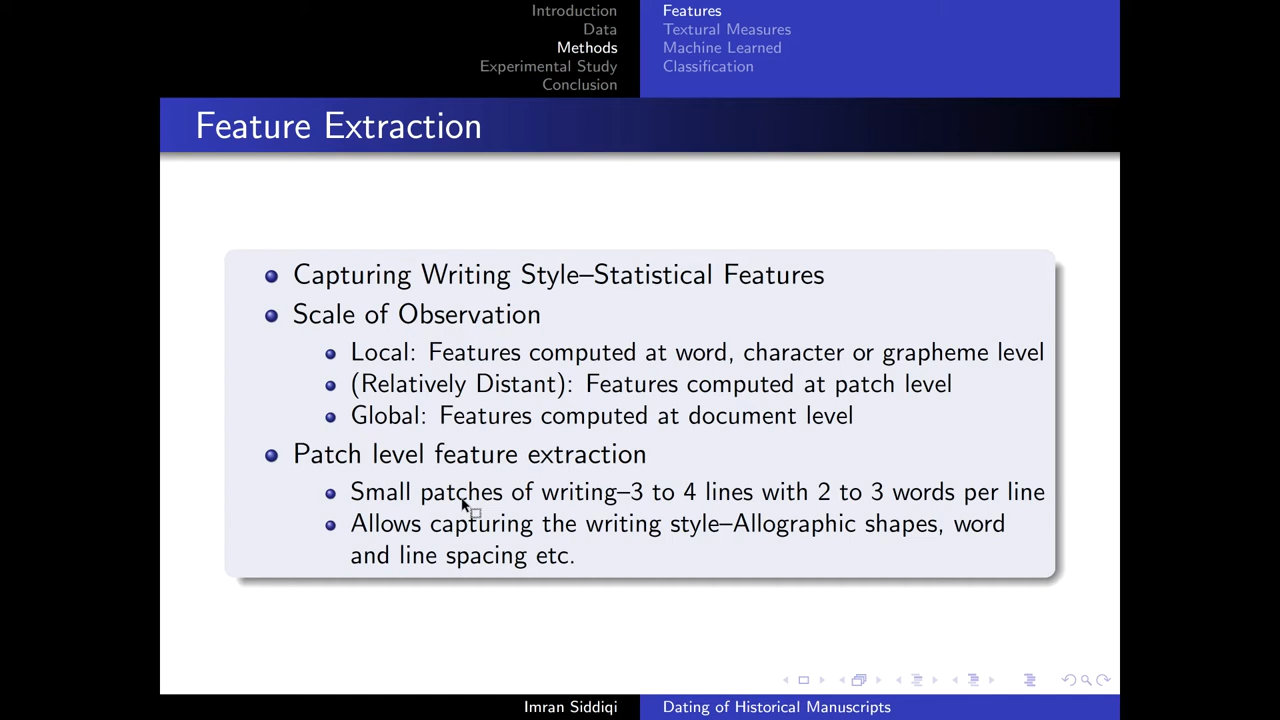 Introduction
Data
Methods
Experimental Study
Conclusion
Features
Textural Measures
Machine Learned
Classification
Feature Extraction
Capturing Writing Style–Statistical Features
Scale of Observation
Local: Features computed at word, character or grapheme level
(Relatively Distant): Features computed at patch level
Global: Features computed at document level
Patch level feature extraction
Small patches of writing–3 to 4 lines with 2 to 3 words per line
Allows capturing the writing style–Allographic shapes, word
and line spacing etc.
Imran Siddiqi
Dating of Historical Manuscripts